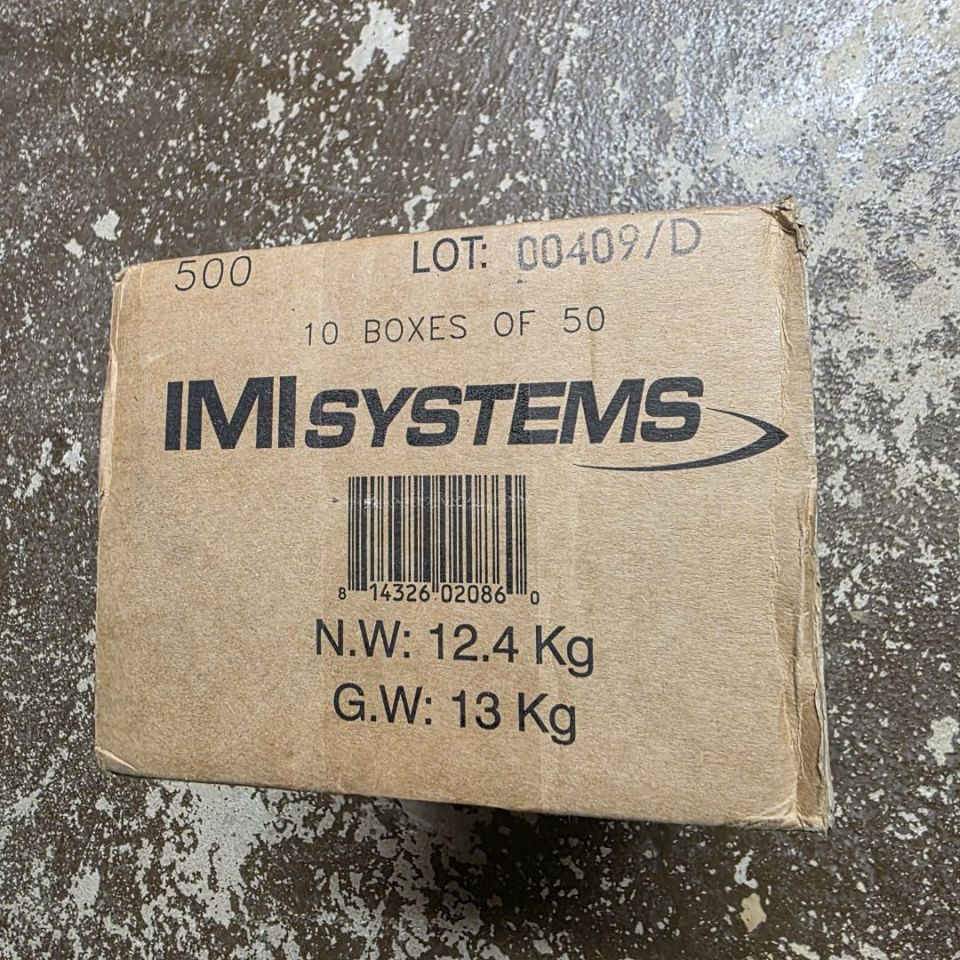 500 LOT: 00409/D
10 BOXES OF 50
IMI SYSTEMS
8 14326 02086 0
N.W: 12.4 Kg
G.W: 13 Kg